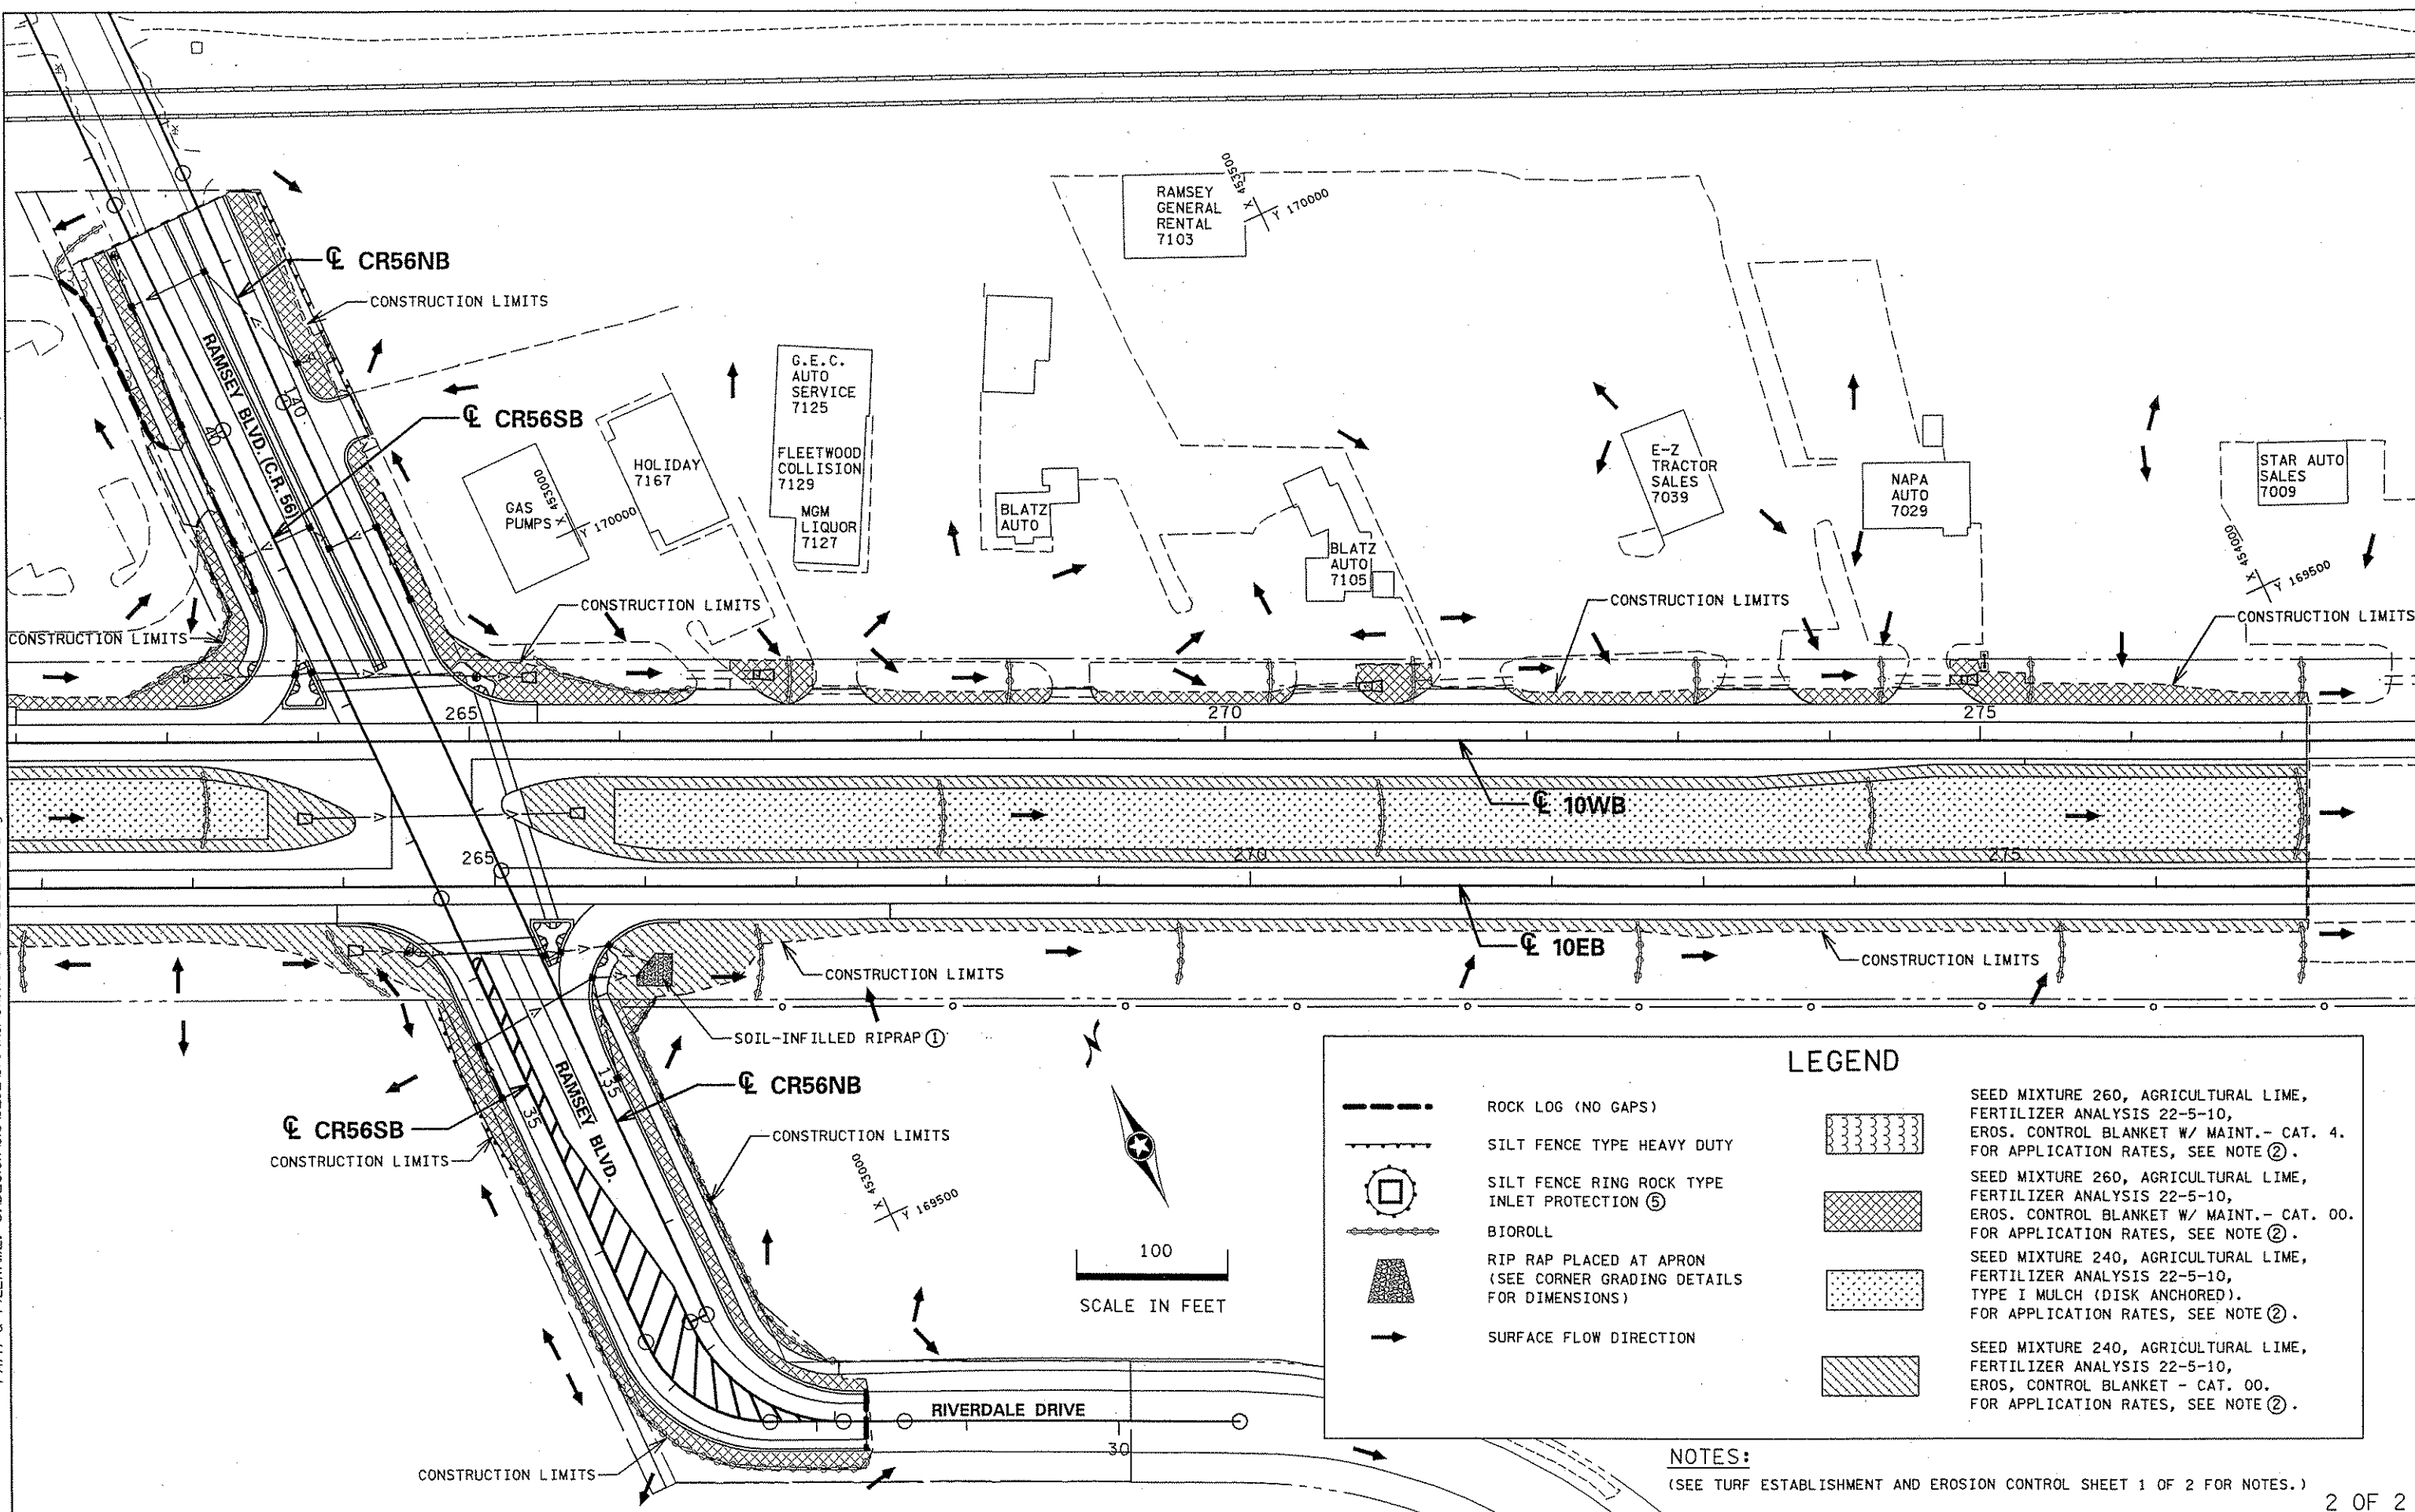 RAMSEY
GENERAL
RENTAL
7103
X 453500
Y 170000
℄ CR56NB
CONSTRUCTION LIMITS
RAMSEY BLVD. (C.R. 56)
140
40
℄ CR56SB
G.E.C.
AUTO
SERVICE
7125
FLEETWOOD
COLLISION
7129
MGM
LIQUOR
7127
HOLIDAY
7167
GAS
PUMPS
X 453000
Y 170000
BLATZ
AUTO
BLATZ
AUTO
7105
E-Z
TRACTOR
SALES
7039
NAPA
AUTO
7029
STAR AUTO
SALES
7009
X 454000
Y 169500
CONSTRUCTION LIMITS
CONSTRUCTION LIMITS
CONSTRUCTION LIMITS
CONSTRUCTION LIMITS
265
270
275
℄ 10WB
265
270
275
℄ 10EB
CONSTRUCTION LIMITS
CONSTRUCTION LIMITS
SOIL-INFILLED RIPRAP ①
RAMSEY BLVD.
135
35
℄ CR56NB
℄ CR56SB
CONSTRUCTION LIMITS
CONSTRUCTION LIMITS
X 453000
Y 169500
100
SCALE IN FEET
RIVERDALE DRIVE
30
CONSTRUCTION LIMITS
LEGEND
ROCK LOG (NO GAPS)
SILT FENCE TYPE HEAVY DUTY
SILT FENCE RING ROCK TYPE
INLET PROTECTION ⑤
BIOROLL
RIP RAP PLACED AT APRON
(SEE CORNER GRADING DETAILS
FOR DIMENSIONS)
SURFACE FLOW DIRECTION
SEED MIXTURE 260, AGRICULTURAL LIME,
FERTILIZER ANALYSIS 22-5-10,
EROS. CONTROL BLANKET W/ MAINT.- CAT. 4.
FOR APPLICATION RATES, SEE NOTE ②.
SEED MIXTURE 260, AGRICULTURAL LIME,
FERTILIZER ANALYSIS 22-5-10,
EROS. CONTROL BLANKET W/ MAINT.- CAT. 00.
FOR APPLICATION RATES, SEE NOTE ②.
SEED MIXTURE 240, AGRICULTURAL LIME,
FERTILIZER ANALYSIS 22-5-10,
TYPE I MULCH (DISK ANCHORED).
FOR APPLICATION RATES, SEE NOTE ②.
SEED MIXTURE 240, AGRICULTURAL LIME,
FERTILIZER ANALYSIS 22-5-10,
EROS, CONTROL BLANKET - CAT. 00.
FOR APPLICATION RATES, SEE NOTE ②.
NOTES:
(SEE TURF ESTABLISHMENT AND EROSION CONTROL SHEET 1 OF 2 FOR NOTES.)
2 OF 2